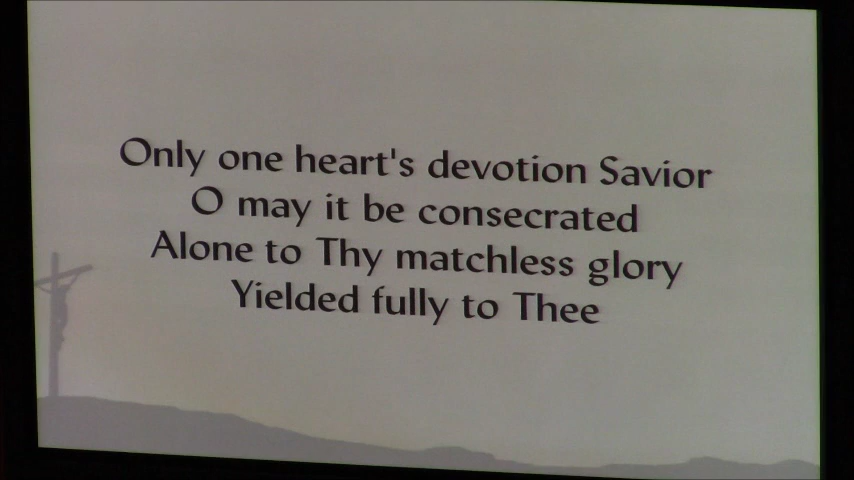 Only one heart's devotion Savior
O may it be consecrated
Alone to Thy matchless glory
Yielded fully to Thee